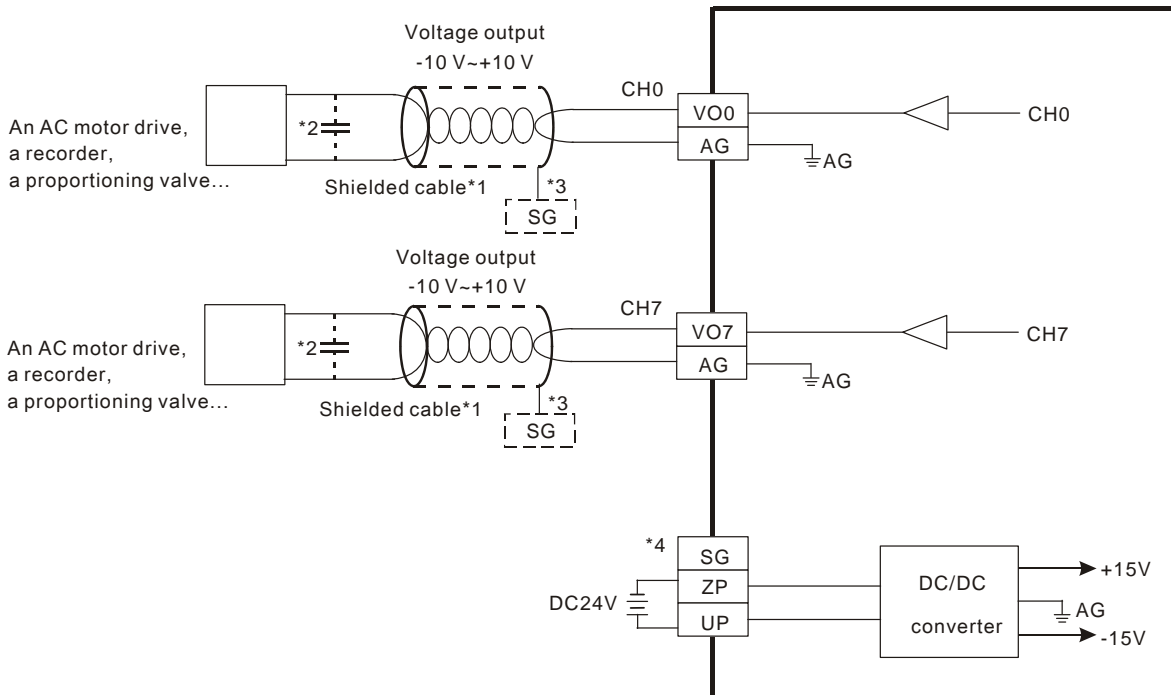 Voltage output
-10 V~+10 V
CH0
VO0
CH0
*2
An AC motor drive,
a recorder,
a proportioning valve...
AG
AG
Shielded cable*1
*3
SG
Voltage output
-10 V~+10 V
CH7
VO7
CH7
*2
An AC motor drive,
a recorder,
a proportioning valve...
AG
AG
Shielded cable*1
*3
SG
*4
SG
DC24V
ZP
UP
DC/DC
converter
+15V
AG
-15V